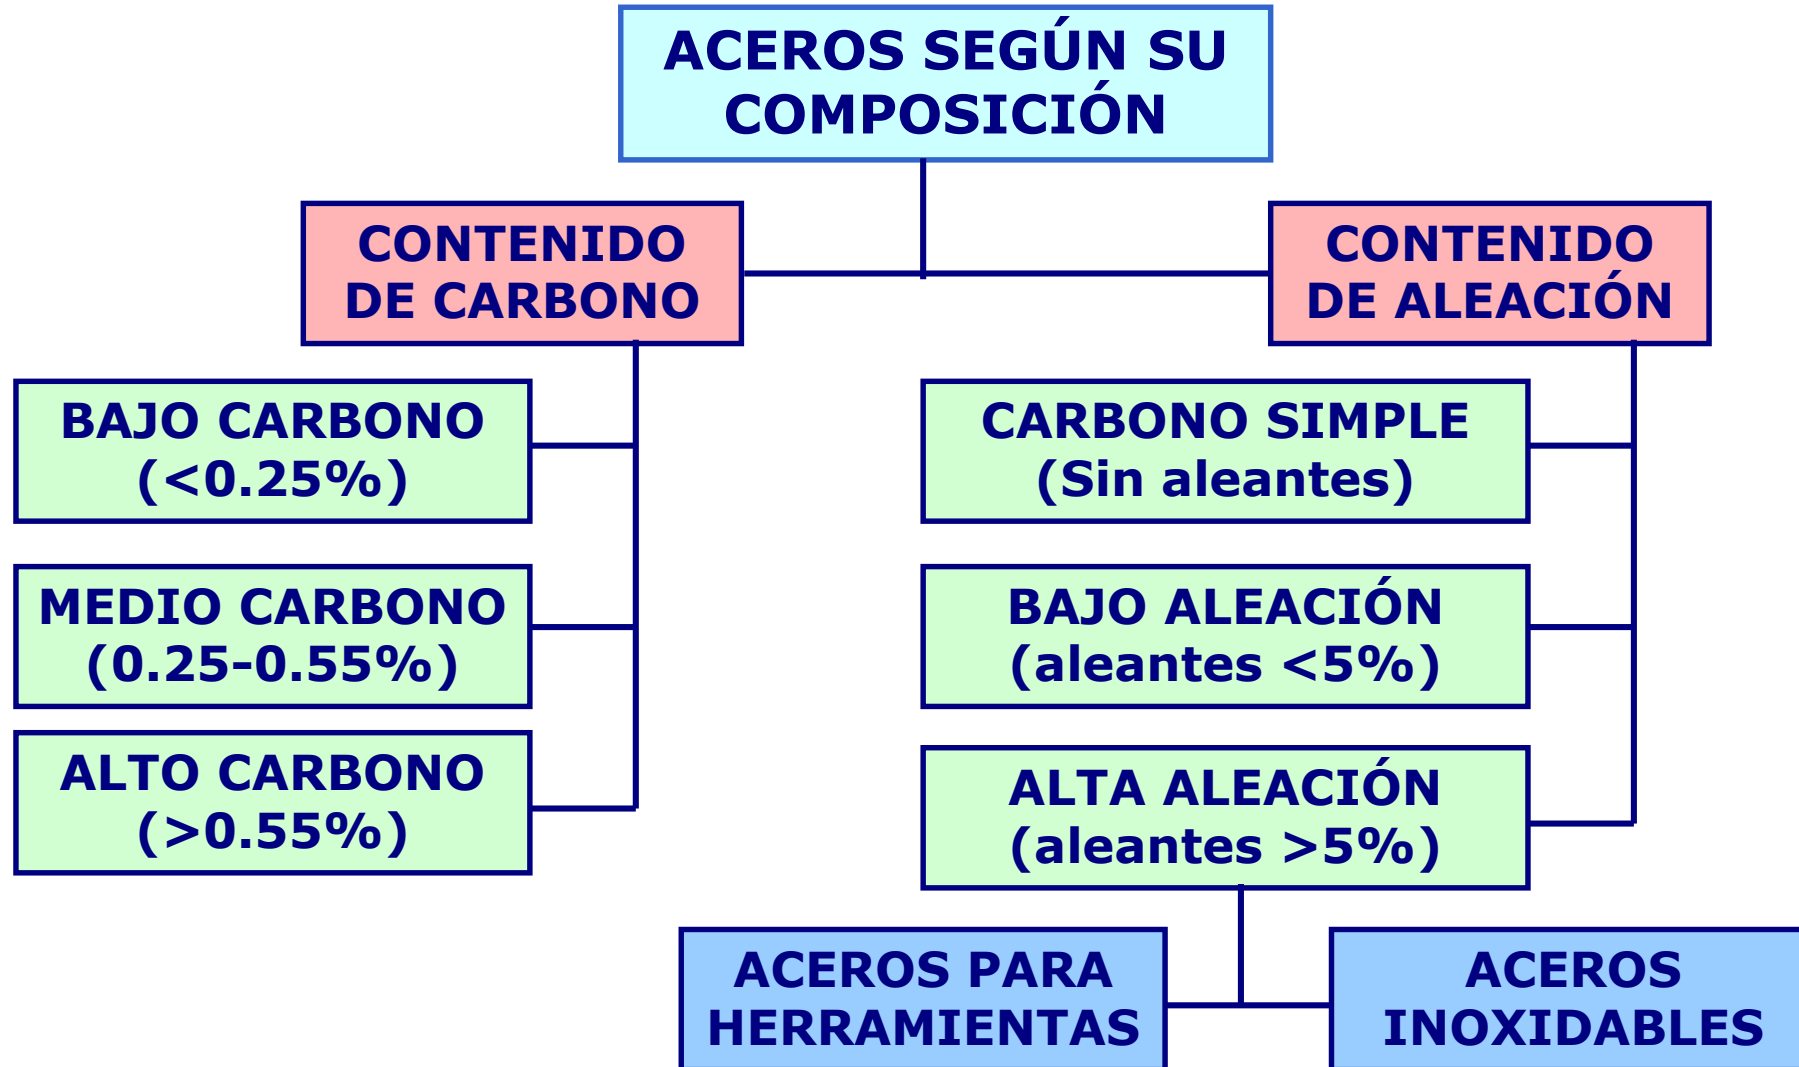 ACEROS SEGÚN SU
COMPOSICIÓN
CONTENIDO
DE CARBONO
CONTENIDO
DE ALEACIÓN
BAJO CARBONO
(<0.25%)
CARBONO SIMPLE
(Sin aleantes)
MEDIO CARBONO
(0.25-0.55%)
BAJO ALEACIÓN
(aleantes <5%)
ALTO CARBONO
(>0.55%)
ALTA ALEACIÓN
(aleantes >5%)
ACEROS PARA
HERRAMIENTAS
ACEROS
INOXIDABLES